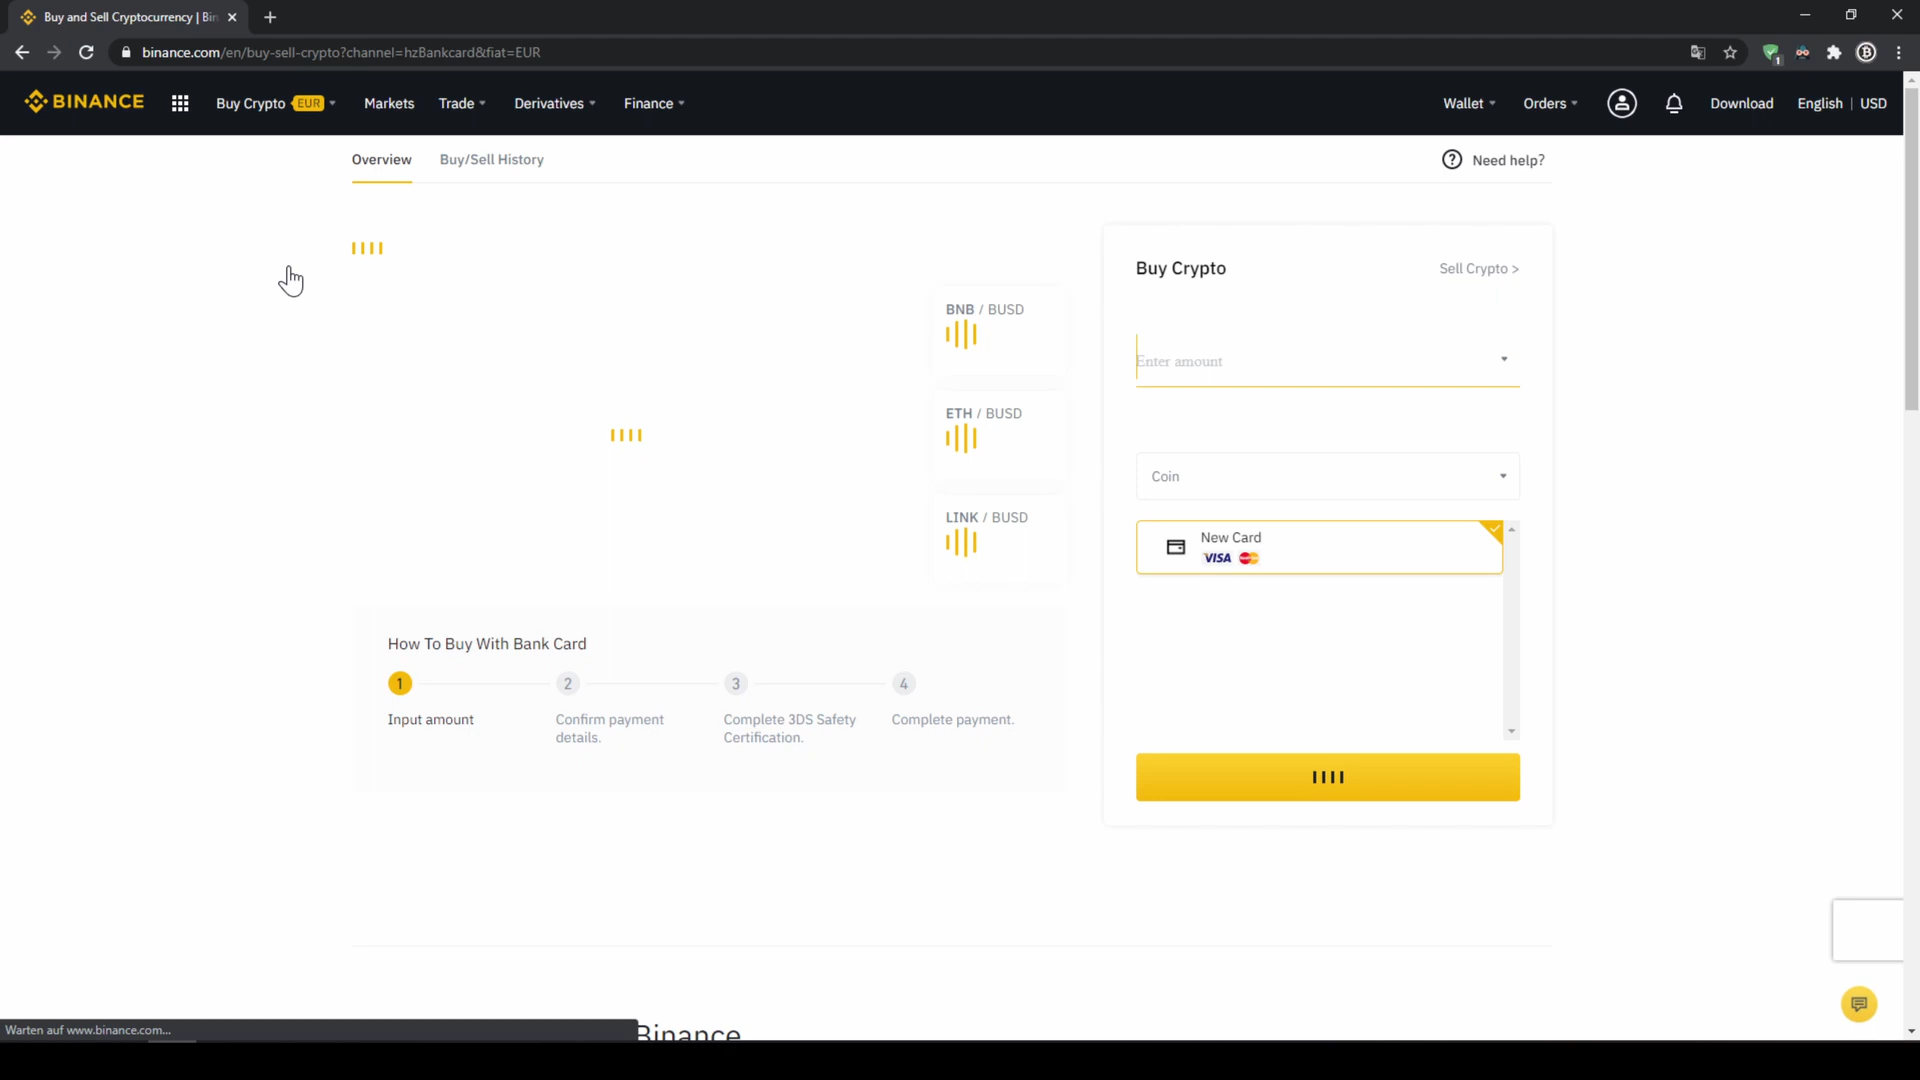 Buy and Sell Cryptocurrency | Bin
binance.com/en/buy-sell-crypto?channel=hzBankcard&fiat=EUR
1
BINANCE
Buy Crypto EUR
Markets
Trade
Derivatives
Finance
Wallet
Orders
Download
English | USD
Overview
Buy/Sell History
Need help?
Buy Crypto
Sell Crypto >
BNB / BUSD
Enter amount
ETH / BUSD
Coin
LINK / BUSD
New Card
VISA
How To Buy With Bank Card
1
2
3
4
Input amount
Confirm payment
details.
Complete 3DS Safety
Certification.
Complete payment.
Warten auf www.binance.com...
Binance